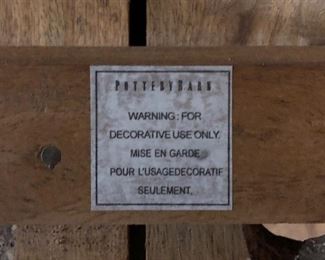 POTTERYBARN
WARNING: FOR
DECORATIVE USE ONLY.
MISE EN GARDE
POUR L'USAGEDECORATIF
SEULEMENT.